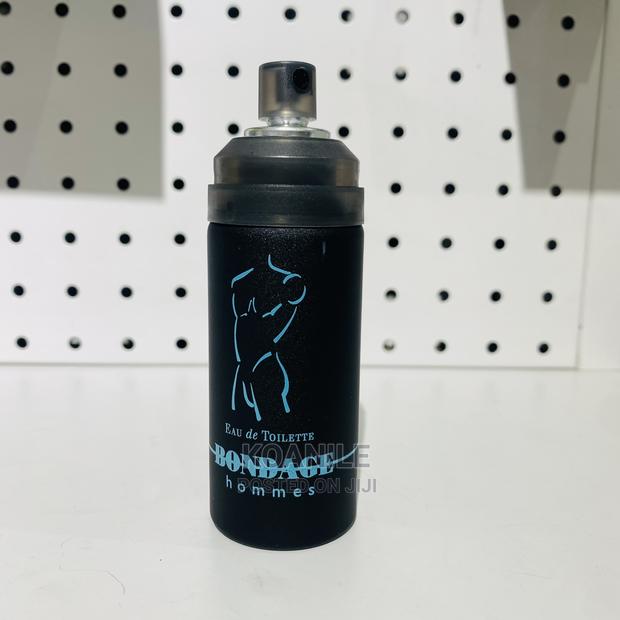 EAU de TOILETTE
BONDAGE
hommes
KOANILE
POSTED ON JIJI